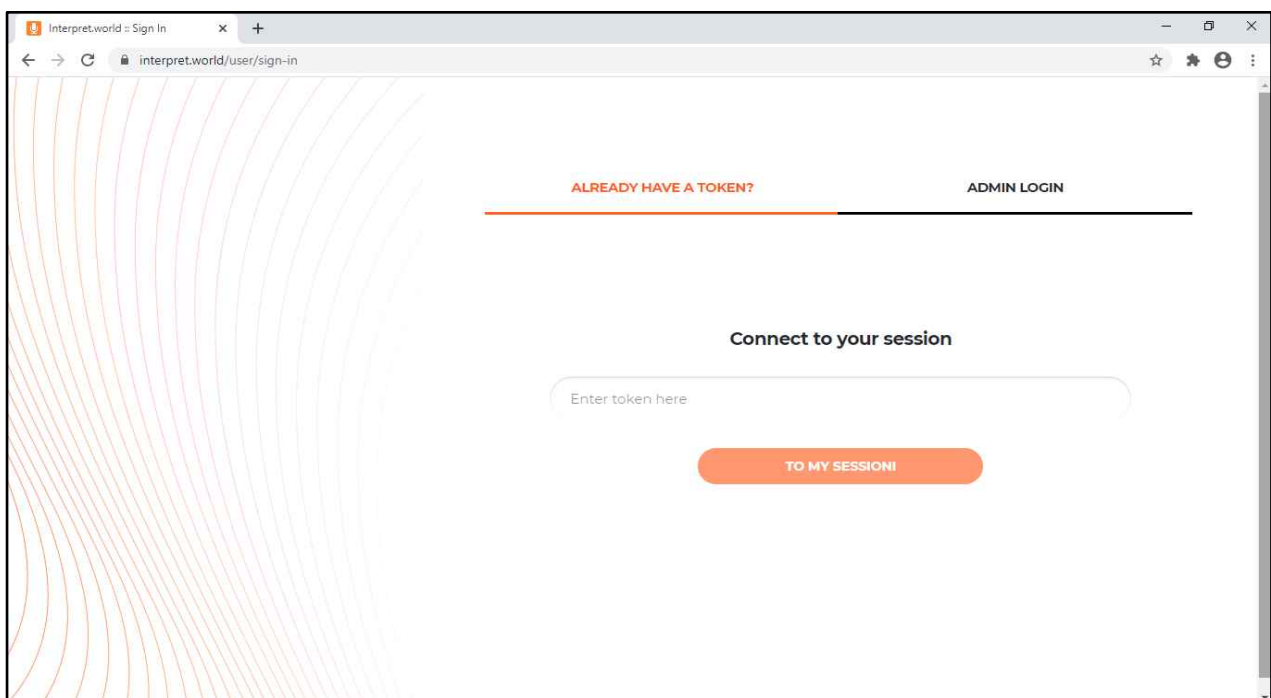 Interpret.world :: Sign In
interpret.world/user/sign-in
ALREADY HAVE A TOKEN? ADMIN LOGIN
Connect to your session
Enter token here
TO MY SESSION!